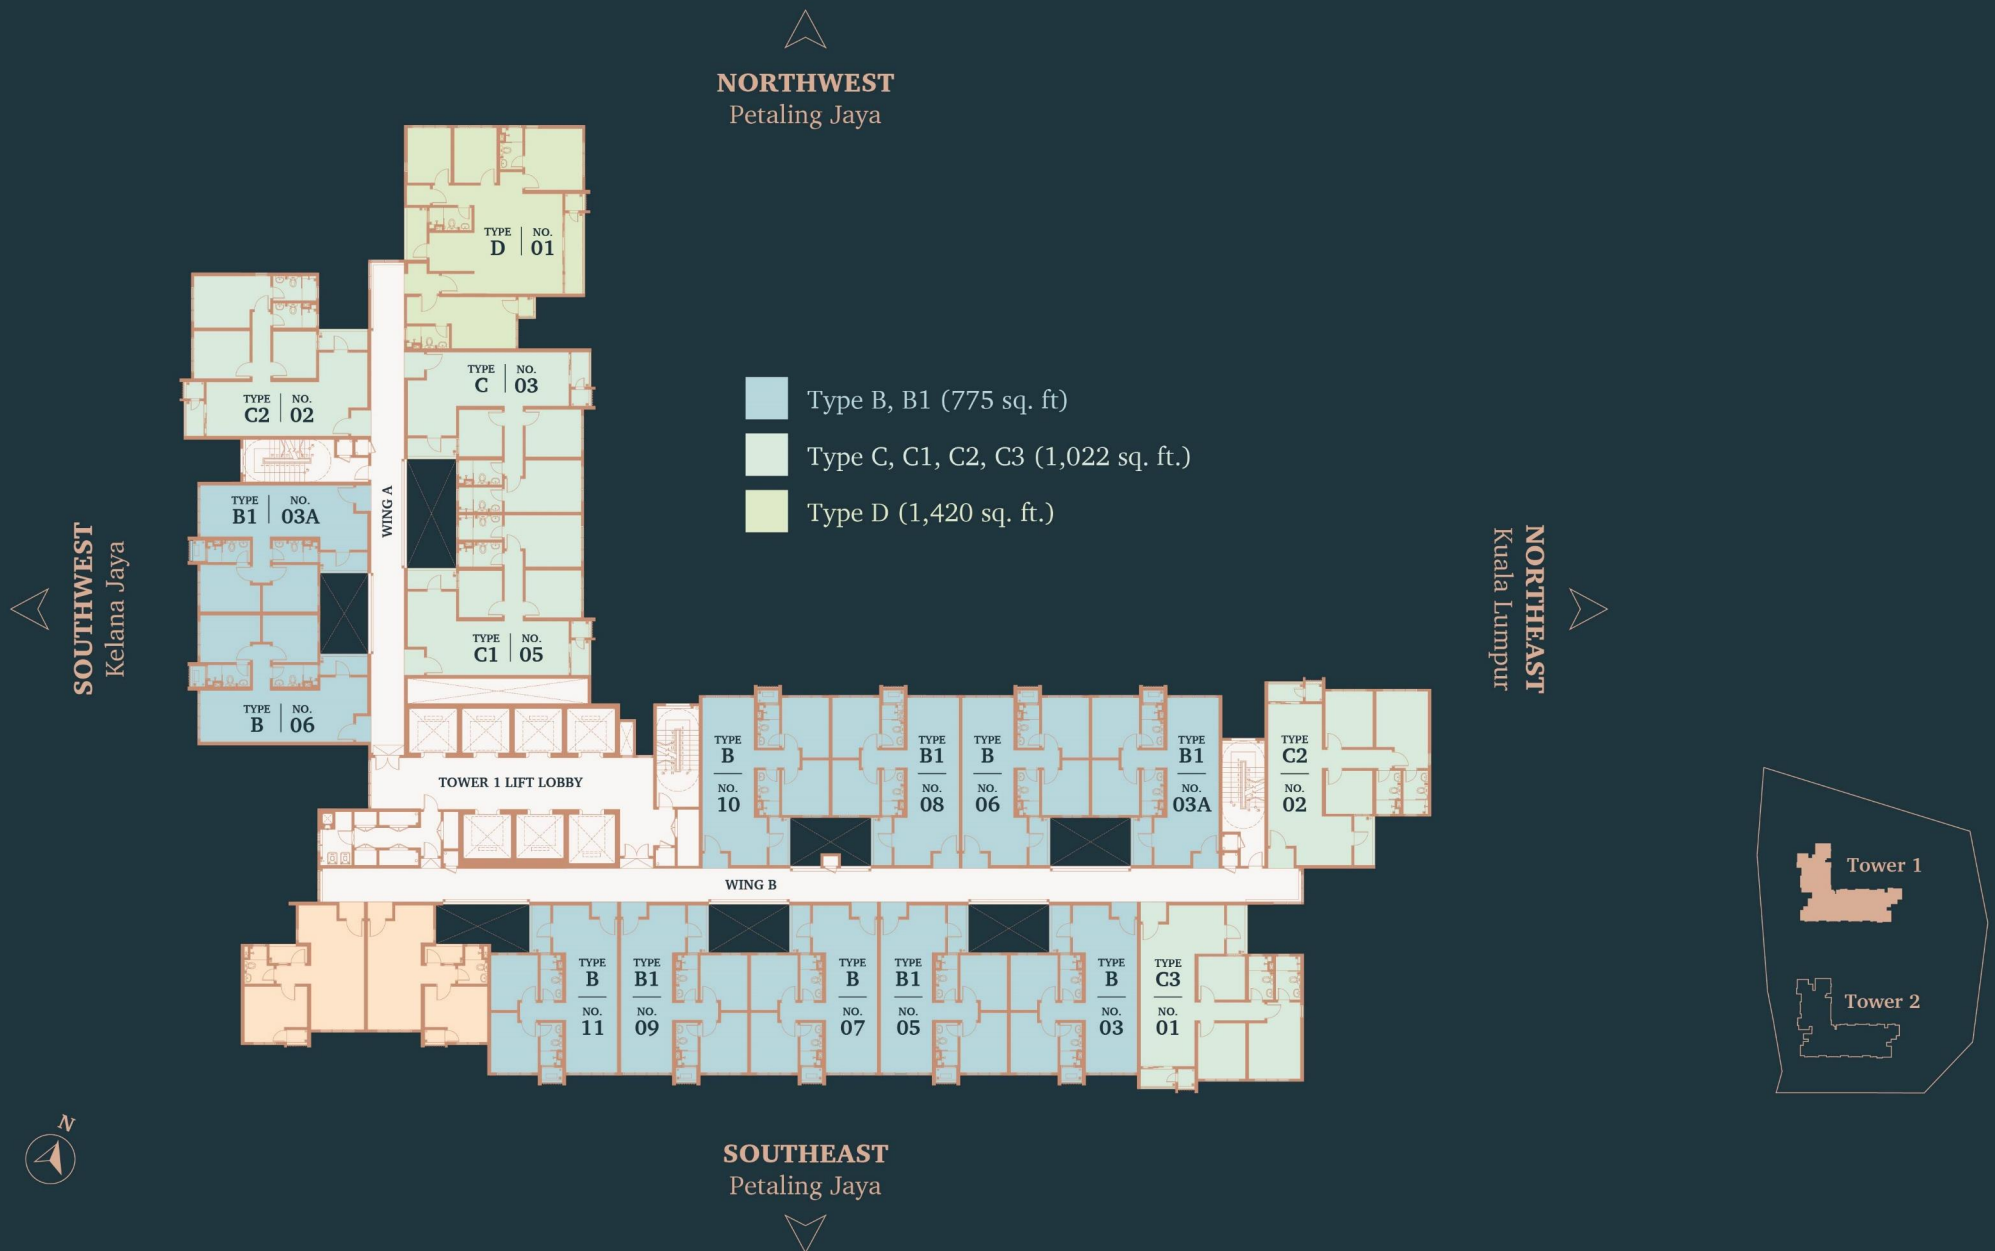 NORTHWEST
Petaling Jaya
TYPE
D
NO.
01
TYPE
C
NO.
03
TYPE
C2
NO.
02
WING A
TYPE
B1
NO.
03A
TYPE
C1
NO.
05
TYPE
B
NO.
06
Type B, B1 (775 sq. ft)
Type C, C1, C2, C3 (1,022 sq. ft.)
Type D (1,420 sq. ft.)
SOUTHWEST
Kelana Jaya
NORTHEAST
Kuala Lumpur
TOWER 1 LIFT LOBBY
TYPE
B
NO.
10
TYPE
B1
NO.
08
TYPE
B
NO.
06
TYPE
B1
NO.
03A
TYPE
C2
NO.
02
WING B
TYPE
B
NO.
11
TYPE
B1
NO.
09
TYPE
B
NO.
07
TYPE
B1
NO.
05
TYPE
B
NO.
03
TYPE
C3
NO.
01
Tower 1
Tower 2
N
SOUTHEAST
Petaling Jaya